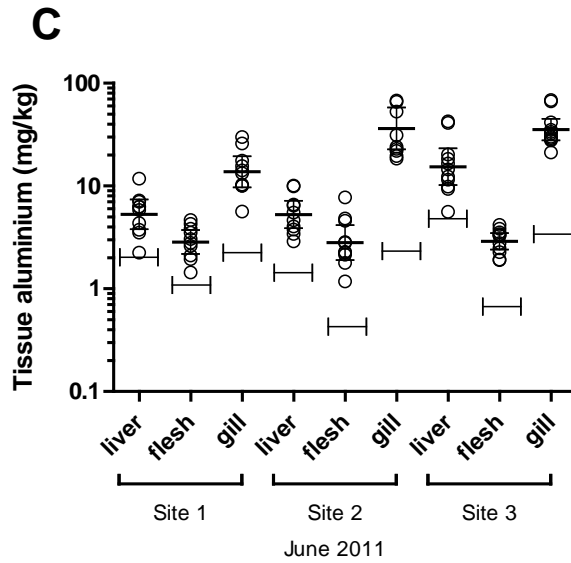 C
Tissue aluminium (mg/kg)
100
10
1
0.1
liver flesh gill liver flesh gill liver flesh gill
Site 1 Site 2 Site 3
June 2011